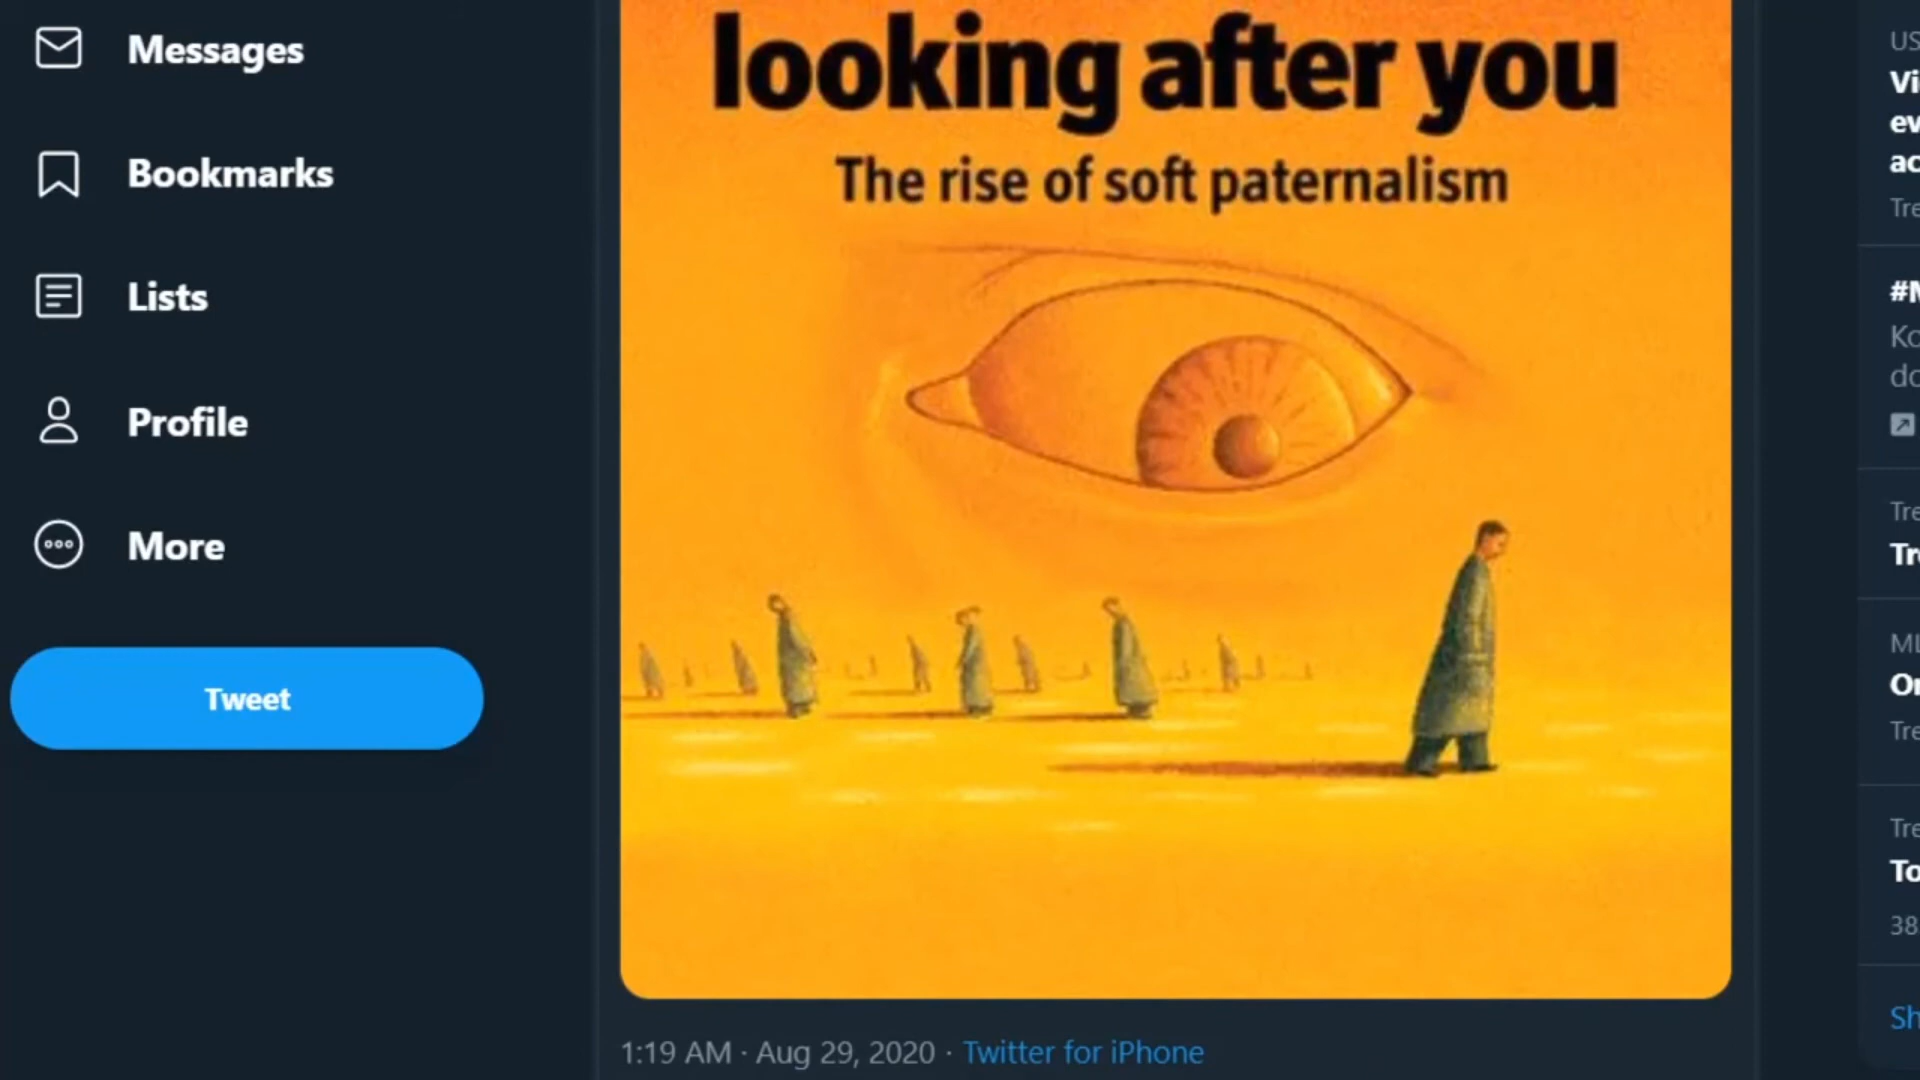 Messages
Bookmarks
Lists
Profile
More
Tweet
looking after you
The rise of soft paternalism
1:19 AM · Aug 29, 2020 · Twitter for iPhone
US